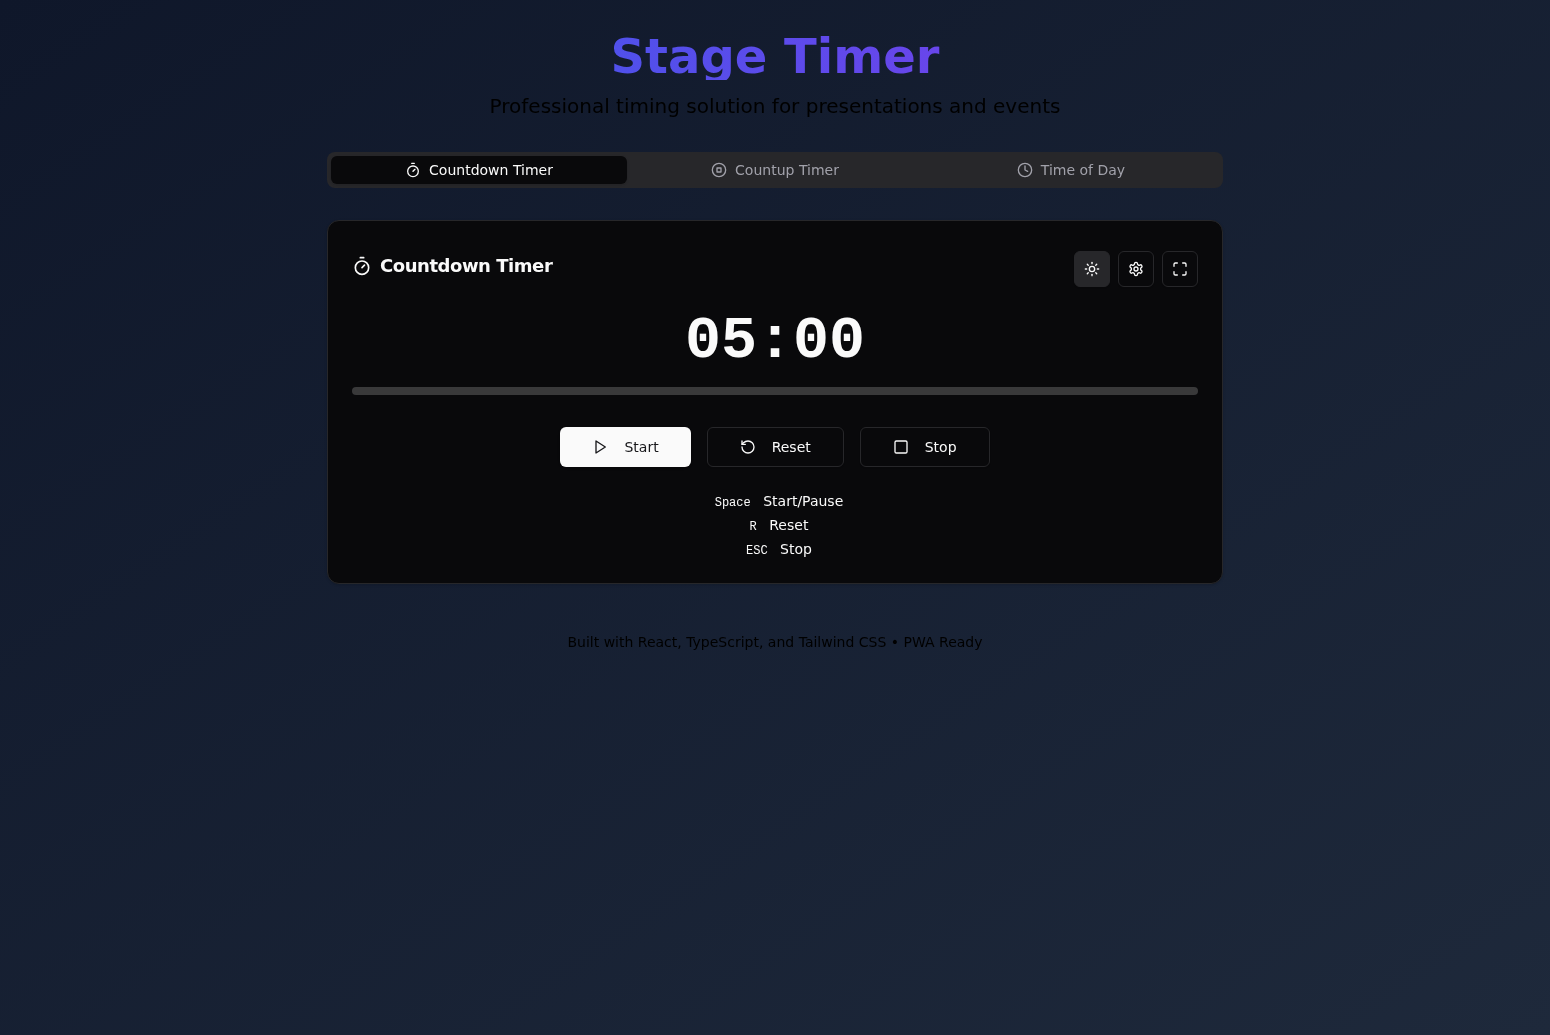 Stage Timer
Professional timing solution for presentations and events
Countdown Timer
Countup Timer
Time of Day
Countdown Timer
05:00
Start
Reset
Stop
Space Start/Pause
R Reset
ESC Stop
Built with React, TypeScript, and Tailwind CSS • PWA Ready